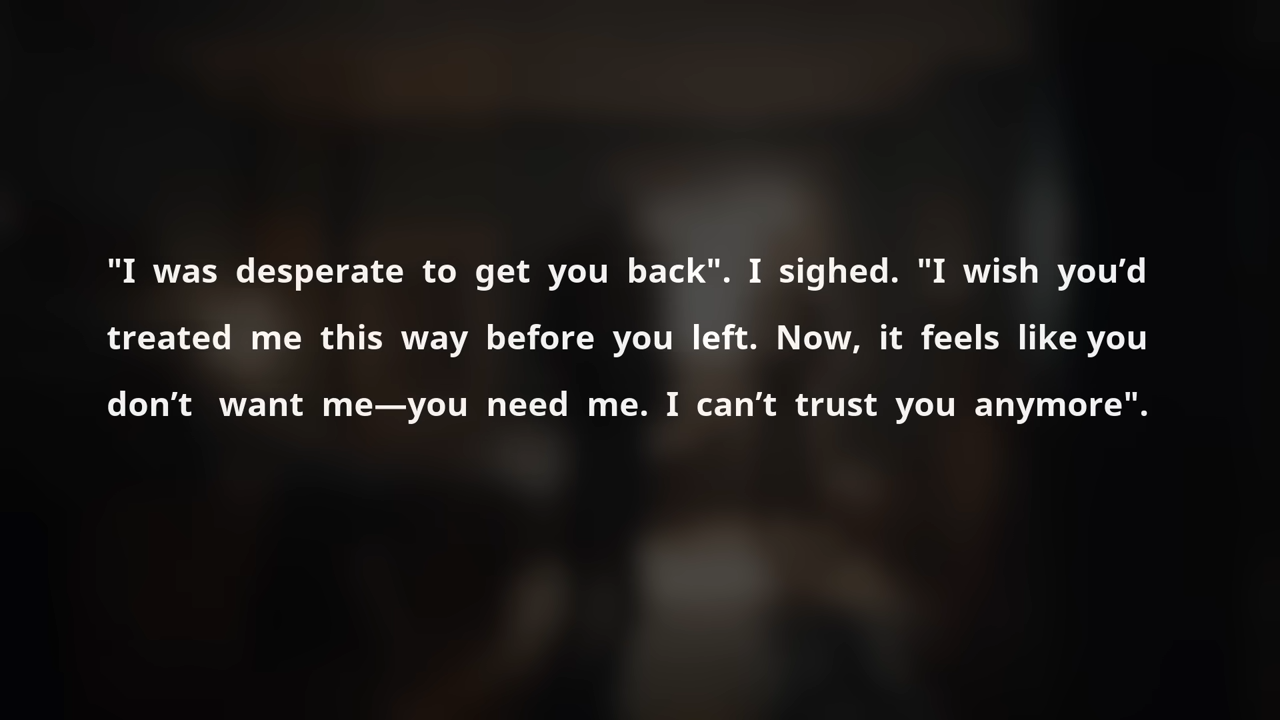 "I was desperate to get you back". I sighed. "I wish you’d
treated me this way before you left. Now, it feels like you
don’t want me—you need me. I can’t trust you anymore".